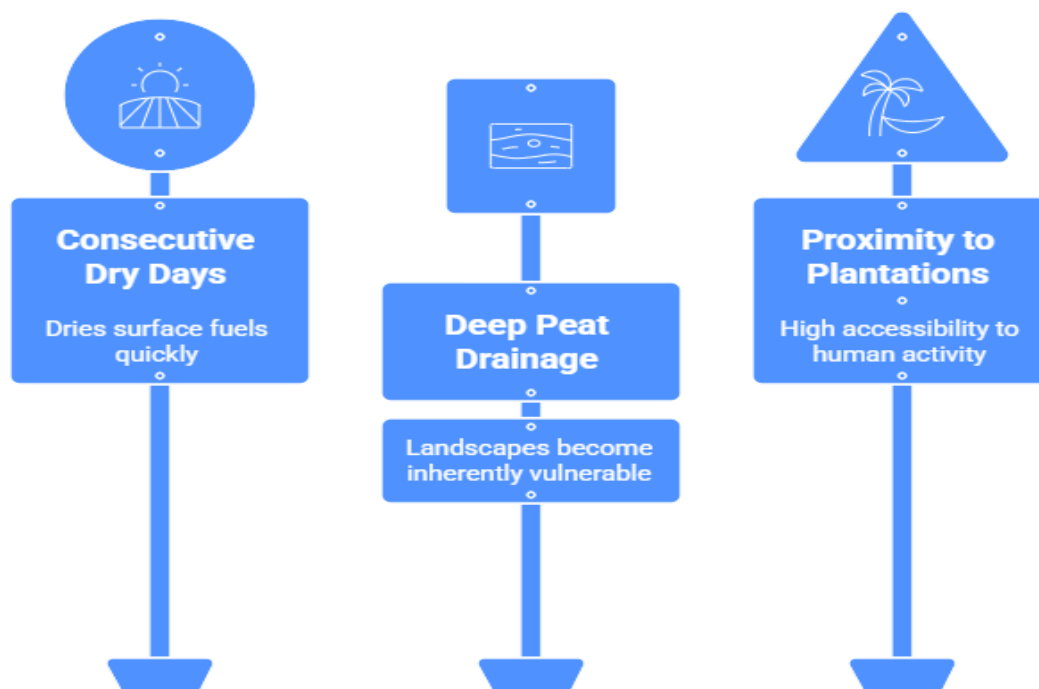 Consecutive
Dry Days
Dries surface fuels
quickly
Deep Peat
Drainage
Landscapes become
inherently vulnerable
Proximity to
Plantations
High accessibility to
human activity